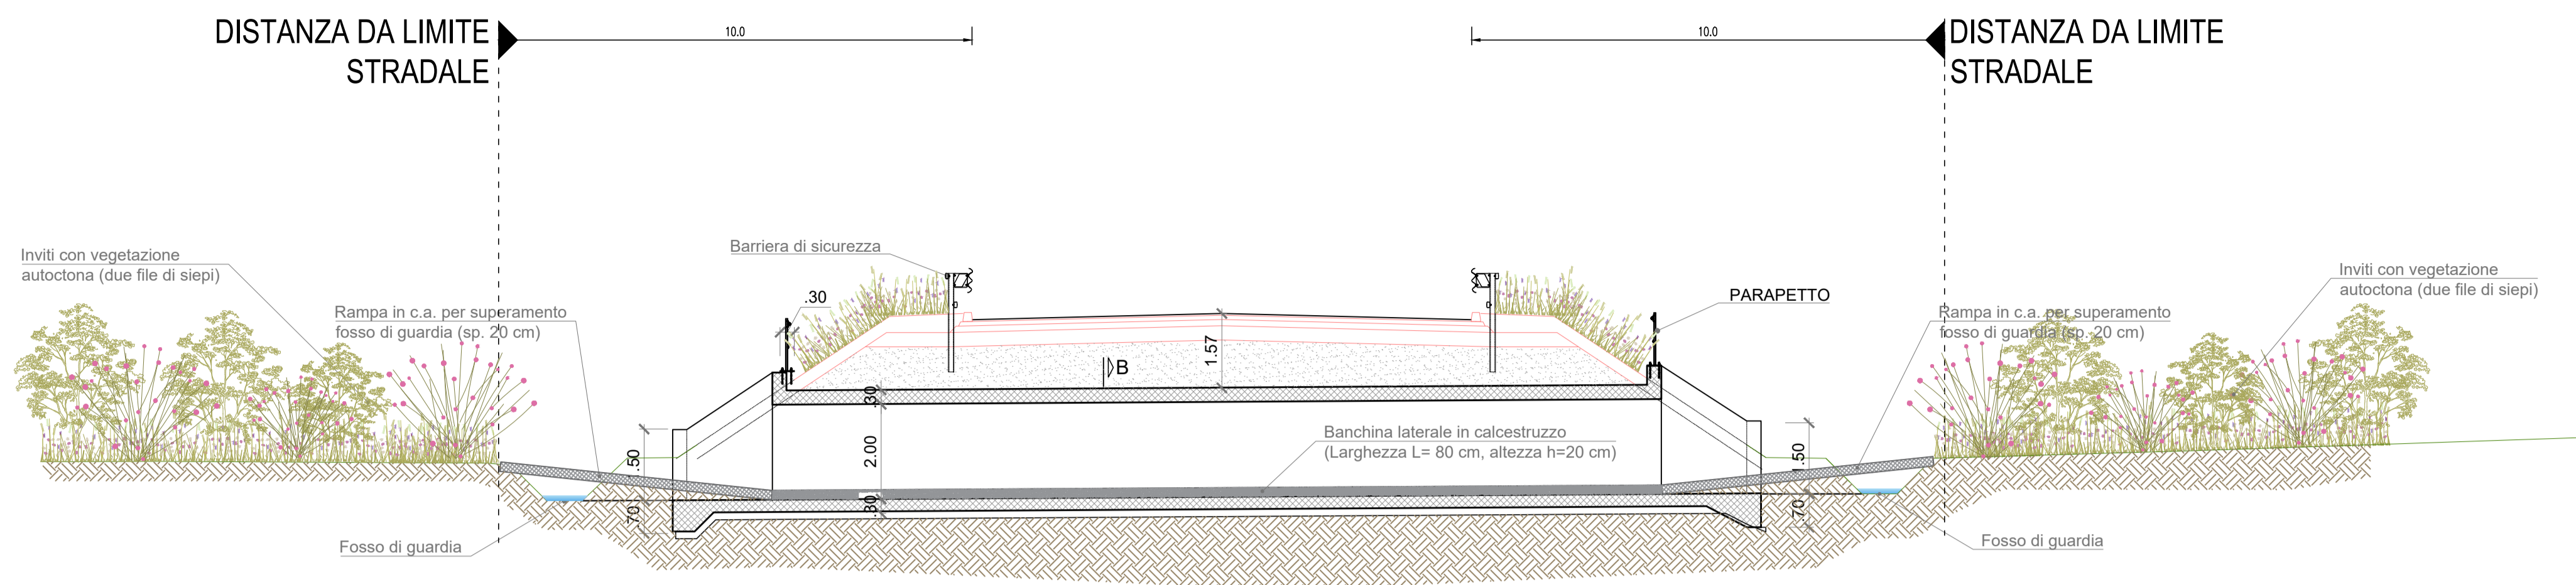 DISTANZA DA LIMITE
STRADALE
10.0
10.0
DISTANZA DA LIMITE
STRADALE
Inviti con vegetazione
autoctona (due file di siepi)
Rampa in c.a. per superamento
fosso di guardia (sp. 20 cm)
Barriera di sicurezza
.30
PARAPETTO
Inviti con vegetazione
autoctona (due file di siepi)
Rampa in c.a. per superamento
fosso di guardia (sp. 20 cm)
1.57
B
.30
2.00
.30
Banchina laterale in calcestruzzo
(Larghezza L= 80 cm, altezza h=20 cm)
.50
.70
1.50
.70
Fosso di guardia
Fosso di guardia